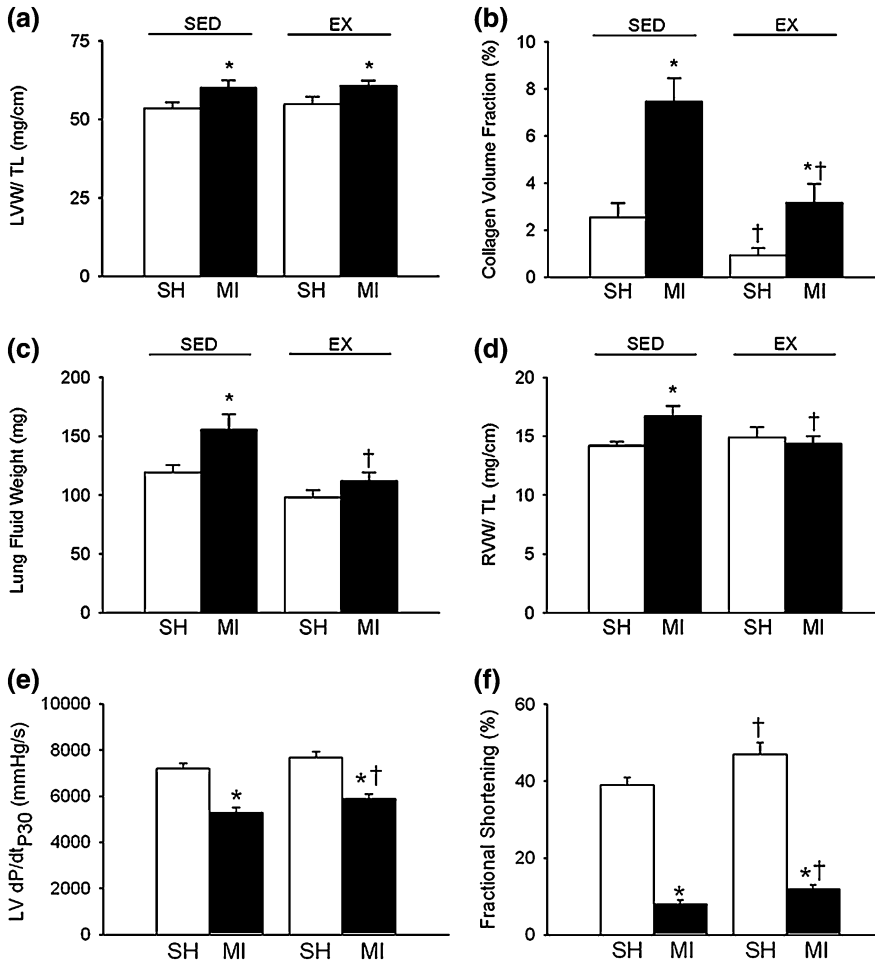 (a)
SED EX
*
*
75
50
25
0
LVW/ TL (mg/cm)
SH MI SH MI
(b)
SED EX
*
*†
†
10
8
6
4
2
0
Collagen Volume Fraction (%)
SH MI SH MI
(c)
SED EX
*
†
200
150
100
50
0
Lung Fluid Weight (mg)
SH MI SH MI
(d)
SED EX
*
†
20
15
10
5
0
RVW/ TL (mg/cm)
SH MI SH MI
(e)
*
*†
10000
8000
6000
4000
2000
0
LV dP/dtP30 (mmHg/s)
SH MI SH MI
(f)
†
*
*†
60
40
20
0
Fractional Shortening (%)
SH MI SH MI